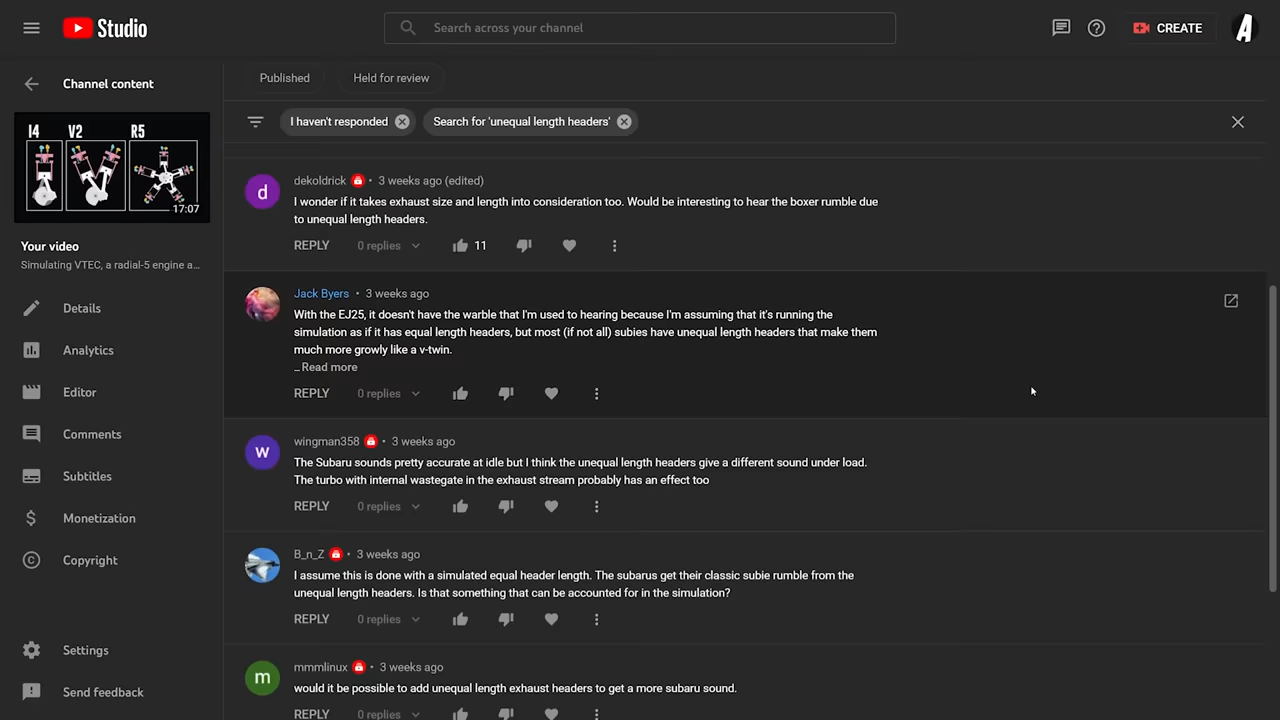 Studio
Search across your channel
CREATE
Channel content
Published
Held for review
I haven't responded
Search for 'unequal length headers'
I4 V2 R5
17:07
Your video
Simulating VTEC, a radial-5 engine a…
Details
Analytics
Editor
Comments
Subtitles
Monetization
Copyright
Settings
Send feedback
d
dekoldrick • 3 weeks ago (edited)
I wonder if it takes exhaust size and length into consideration too. Would be interesting to hear the boxer rumble due
to unequal length headers.
REPLY 0 replies 11
Jack Byers • 3 weeks ago
With the EJ25, it doesn't have the warble that I'm used to hearing because I'm assuming that it's running the
simulation as if it has equal length headers, but most (if not all) subies have unequal length headers that make them
much more growly like a v-twin.
... Read more
REPLY 0 replies
w
wingman358 • 3 weeks ago
The Subaru sounds pretty accurate at idle but I think the unequal length headers give a different sound under load.
The turbo with internal wastegate in the exhaust stream probably has an effect too
REPLY 0 replies
B_n_Z • 3 weeks ago
I assume this is done with a simulated equal header length. The subarus get their classic subie rumble from the
unequal length headers. Is that something that can be accounted for in the simulation?
REPLY 0 replies
m
mmmlinux • 3 weeks ago
would it be possible to add unequal length exhaust headers to get a more subaru sound.
REPLY 0 replies